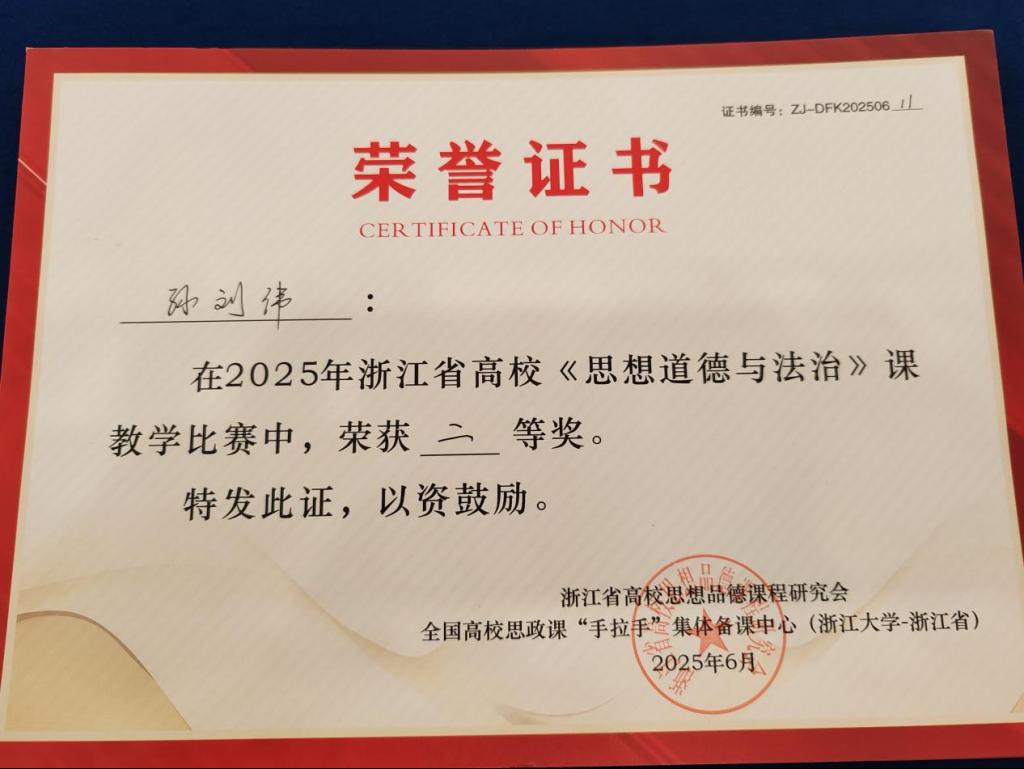 证书编号：ZJ-DFK202506 11
荣誉证书
CERTIFICATE OF HONOR
孙刘伟：
在2025年浙江省高校《思想道德与法治》课
教学比赛中，荣获 二 等奖。
特发此证，以资鼓励。
浙江省高校思想品德课程研究会
全国高校思政课“手拉手”集体备课中心（浙江大学-浙江省）
2025年6月